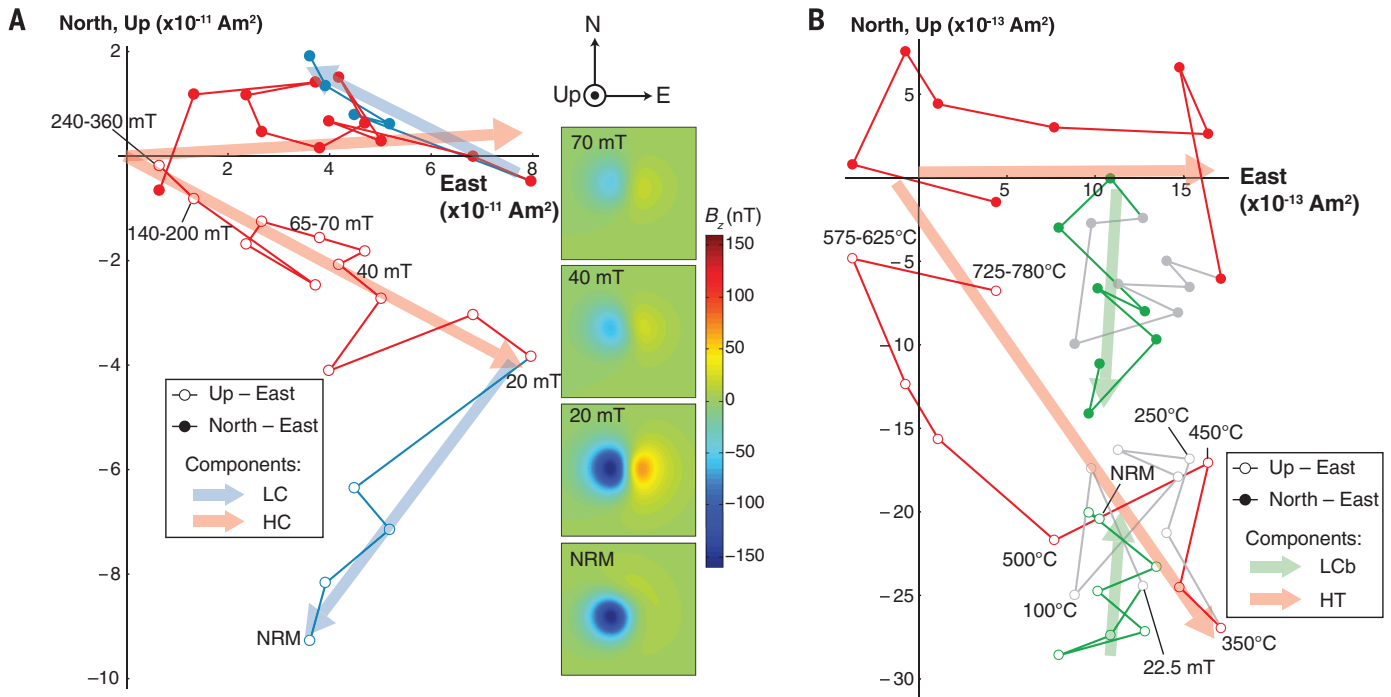 A
North, Up (x10⁻¹¹ Am²)
2
240-360 mT
2
4
6
8
East
(x10⁻¹¹ Am²)
140-200 mT
65-70 mT
−2
40 mT
−4
20 mT
Up – East
North – East
Components:
LC
HC
−6
−8
NRM
−10
N
Up
E
70 mT
40 mT
20 mT
NRM
B_z (nT)
150
100
50
0
−50
−100
−150
B
North, Up (x10⁻¹³ Am²)
5
5
10
15
East
(x10⁻¹³ Am²)
575-625°C
−5
725-780°C
−10
−15
250°C
450°C
NRM
−20
500°C
100°C
−25
350°C
22.5 mT
−30
Up – East
North – East
Components:
LCb
HT